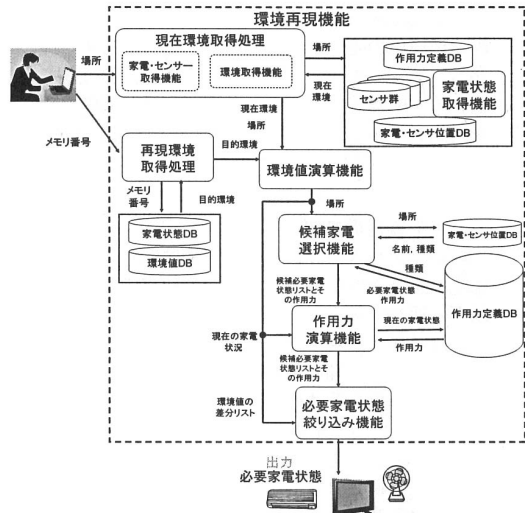 環境再現機能
現在環境取得処理
家電・センサー
取得機能
環境取得機能
場所
場所
現在
環境
作用力定義DB
センサ群
家電状態
取得機能
家電・センサ位置DB
メモリ番号
現在環境
場所
再現環境
取得処理
目的環境
環境値演算機能
メモリ
番号
目的環境
家電状態DB
環境値DB
場所
候補家電
選択機能
場所
名前, 種類
家電・センサ位置DB
種類
必要家電状態
作用力
作用力定義DB
候補必要家電
状態リストとそ
の作用力
現在の家電
状況
作用力
演算機能
現在の家電状態
作用力
候補必要家電
状態リストとそ
の作用力
環境値の
差分リスト
必要家電状態
絞り込み機能
出力
必要家電状態